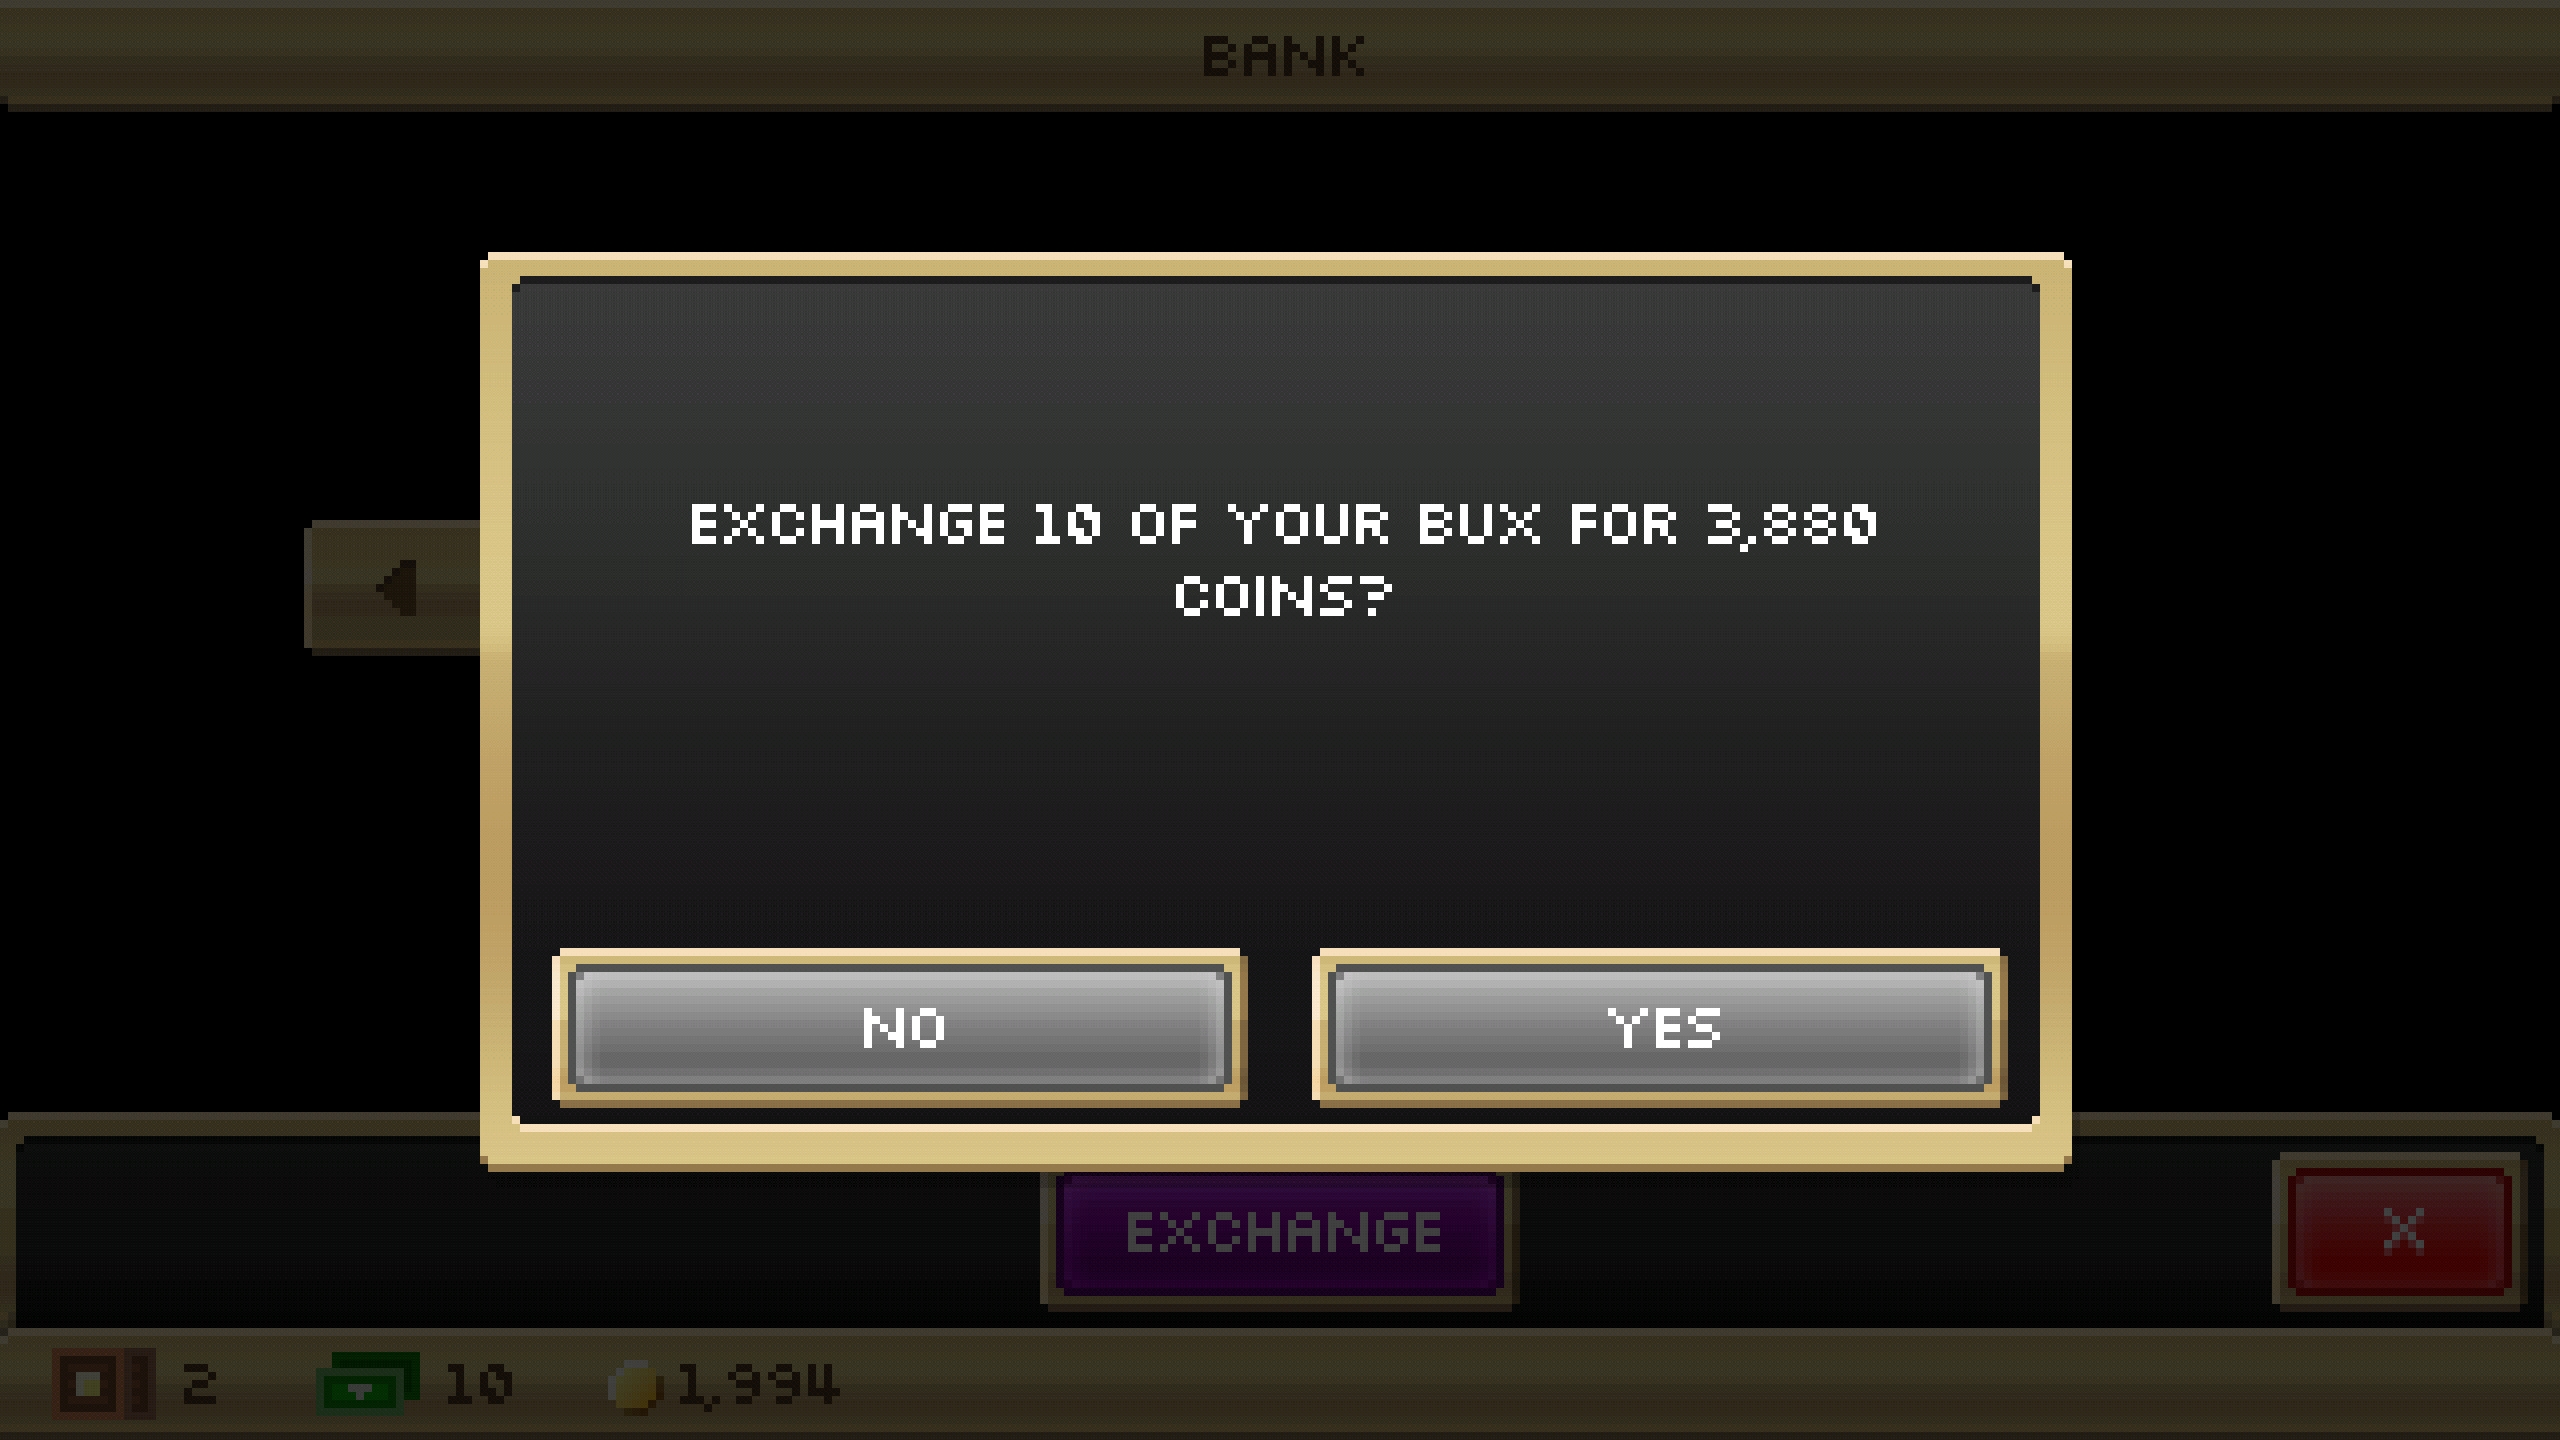 BANK
EXCHANGE 10 OF YOUR BUX FOR 3,880
COINS?
NO
YES
EXCHANGE
X
2
10
1,994